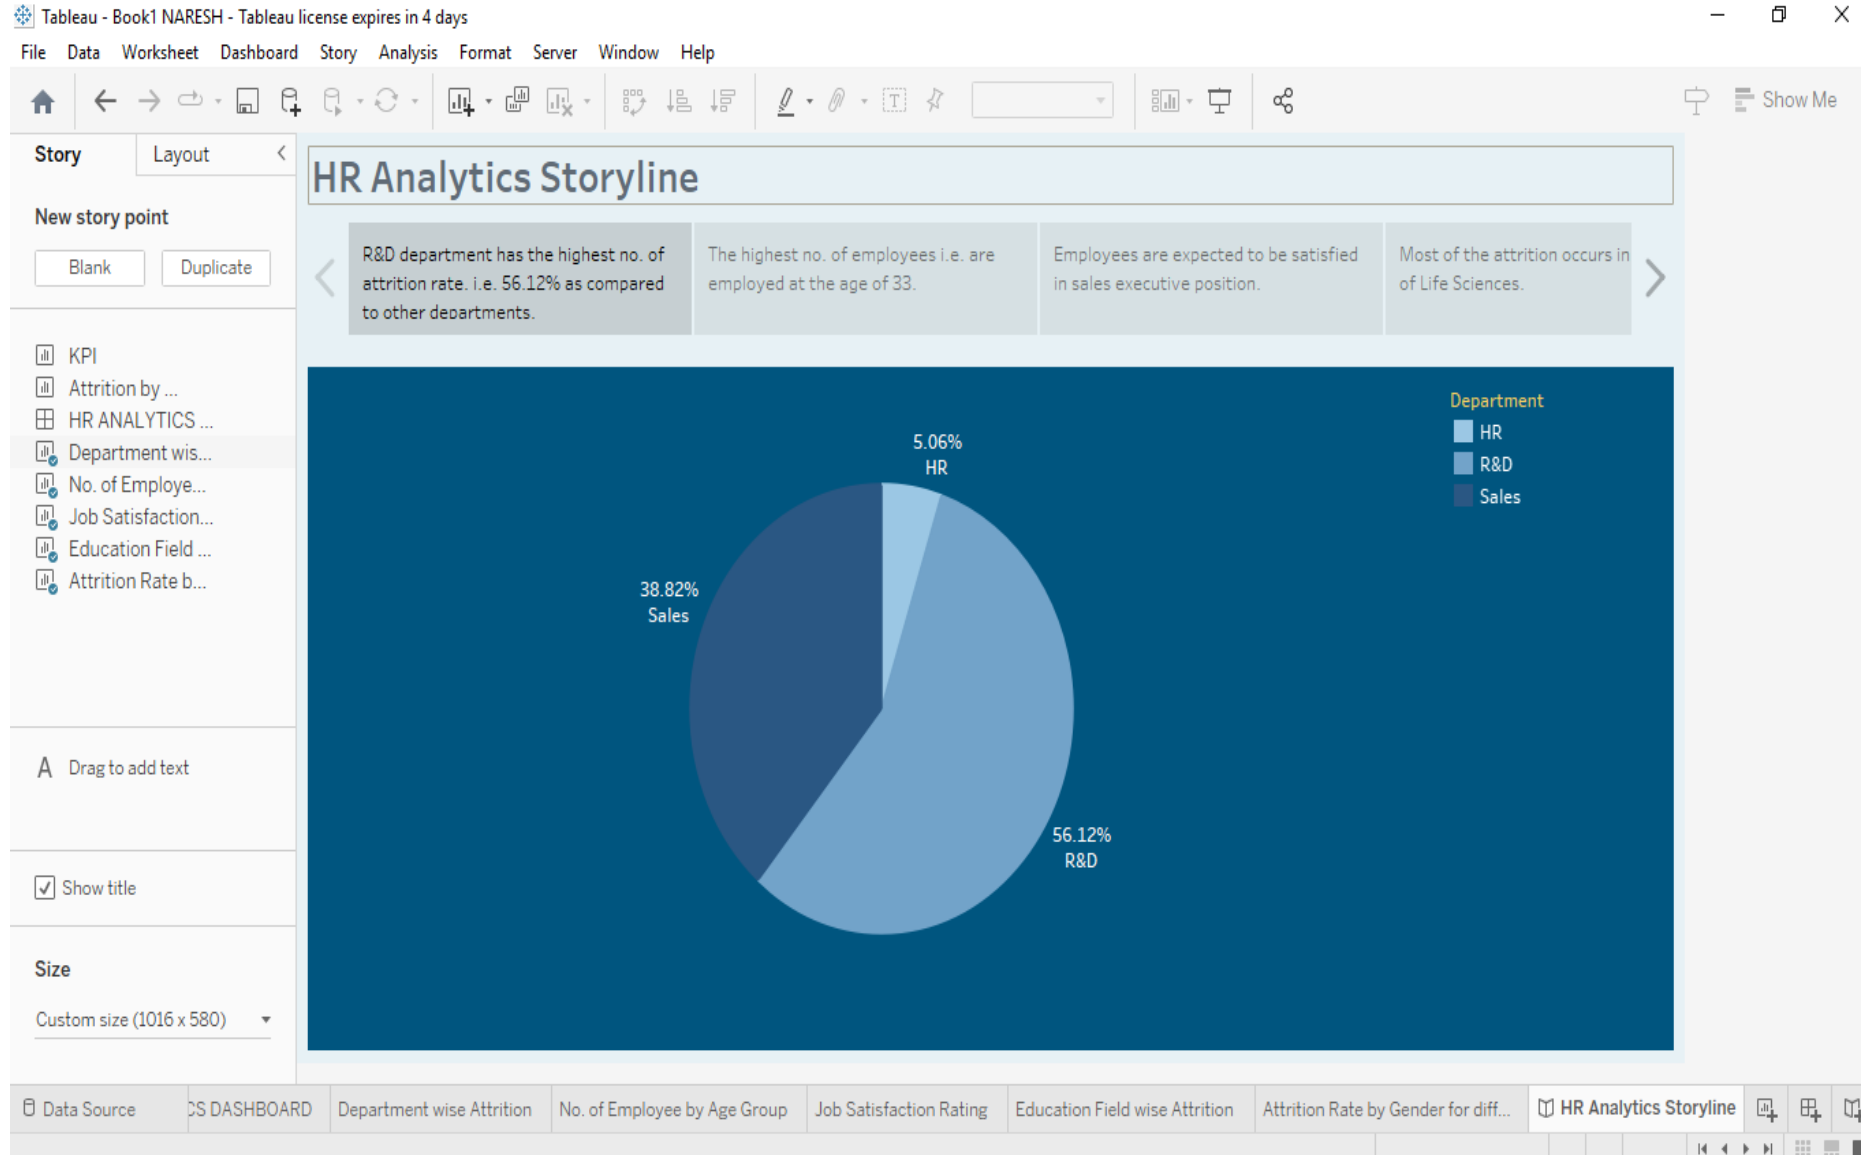 Tableau - Book1 NARESH - Tableau license expires in 4 days
File Data Worksheet Dashboard Story Analysis Format Server Window Help
Show Me
Story Layout
New story point
Blank Duplicate
KPI
Attrition by ...
HR ANALYTICS ...
Department wis...
No. of Employe...
Job Satisfaction...
Education Field ...
Attrition Rate b...
A Drag to add text
Show title
Size
Custom size (1016 x 580)
HR Analytics Storyline
R&D department has the highest no. of
attrition rate. i.e. 56.12% as compared
to other departments.
The highest no. of employees i.e. are
employed at the age of 33.
Employees are expected to be satisfied
in sales executive position.
Most of the attrition occurs in
of Life Sciences.
Department
HR
R&D
Sales
5.06%
HR
38.82%
Sales
56.12%
R&D
Data Source CS DASHBOARD Department wise Attrition No. of Employee by Age Group Job Satisfaction Rating Education Field wise Attrition Attrition Rate by Gender for diff... HR Analytics Storyline